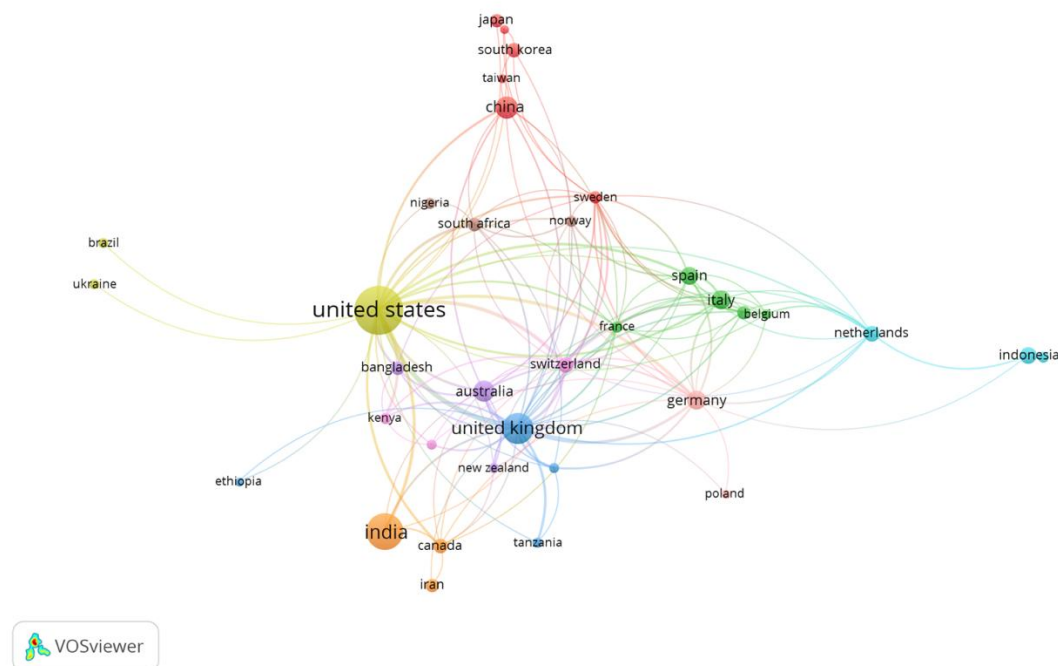 japan
south korea
taiwan
china
sweden
nigeria
south africa
norway
brazil
spain
ukraine
italy
united states
belgium
france
netherlands
indonesia
switzerland
bangladesh
australia
germany
kenya
united kingdom
new zealand
ethiopia
poland
india
canada
tanzania
iran
VOSviewer